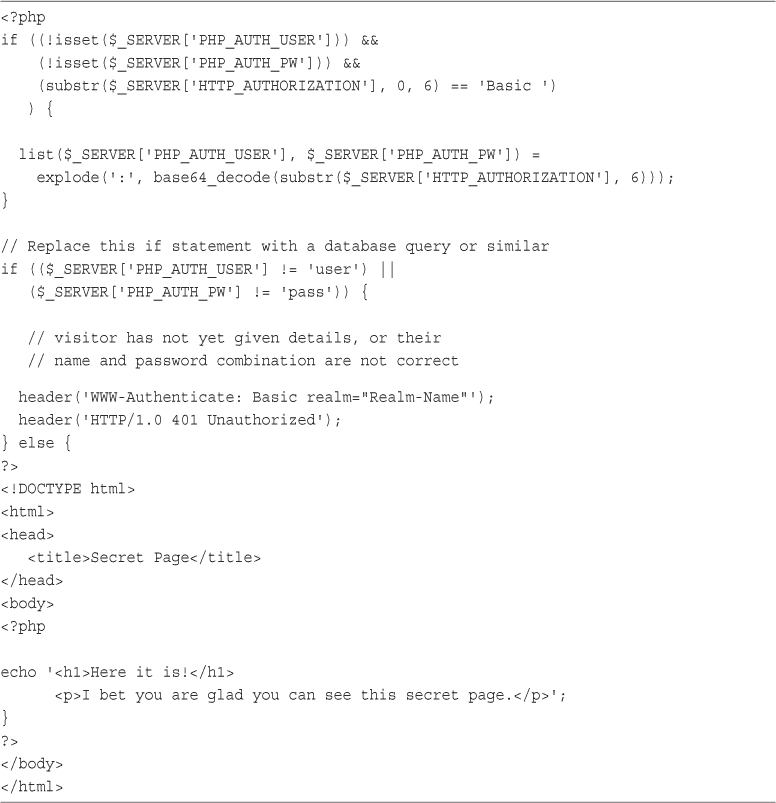 <?php
if ((!isset($_SERVER['PHP_AUTH_USER'])) &&
    (!isset($_SERVER['PHP_AUTH_PW'])) &&
    (substr($_SERVER['HTTP_AUTHORIZATION'], 0, 6) == 'Basic ')
   ) {

  list($_SERVER['PHP_AUTH_USER'], $_SERVER['PHP_AUTH_PW']) =
    explode(':', base64_decode(substr($_SERVER['HTTP_AUTHORIZATION'], 6)));
}

// Replace this if statement with a database query or similar
if (($_SERVER['PHP_AUTH_USER'] != 'user') ||
   ($_SERVER['PHP_AUTH_PW'] != 'pass')) {

   // visitor has not yet given details, or their
   // name and password combination are not correct

  header('WWW-Authenticate: Basic realm="Realm-Name"');
  header('HTTP/1.0 401 Unauthorized');
} else {
?>
<!DOCTYPE html>
<html>
<head>
   <title>Secret Page</title>
</head>
<body>
<?php

echo '<h1>Here it is!</h1>
      <p>I bet you are glad you can see this secret page.</p>';
}
?>
</body>
</html>